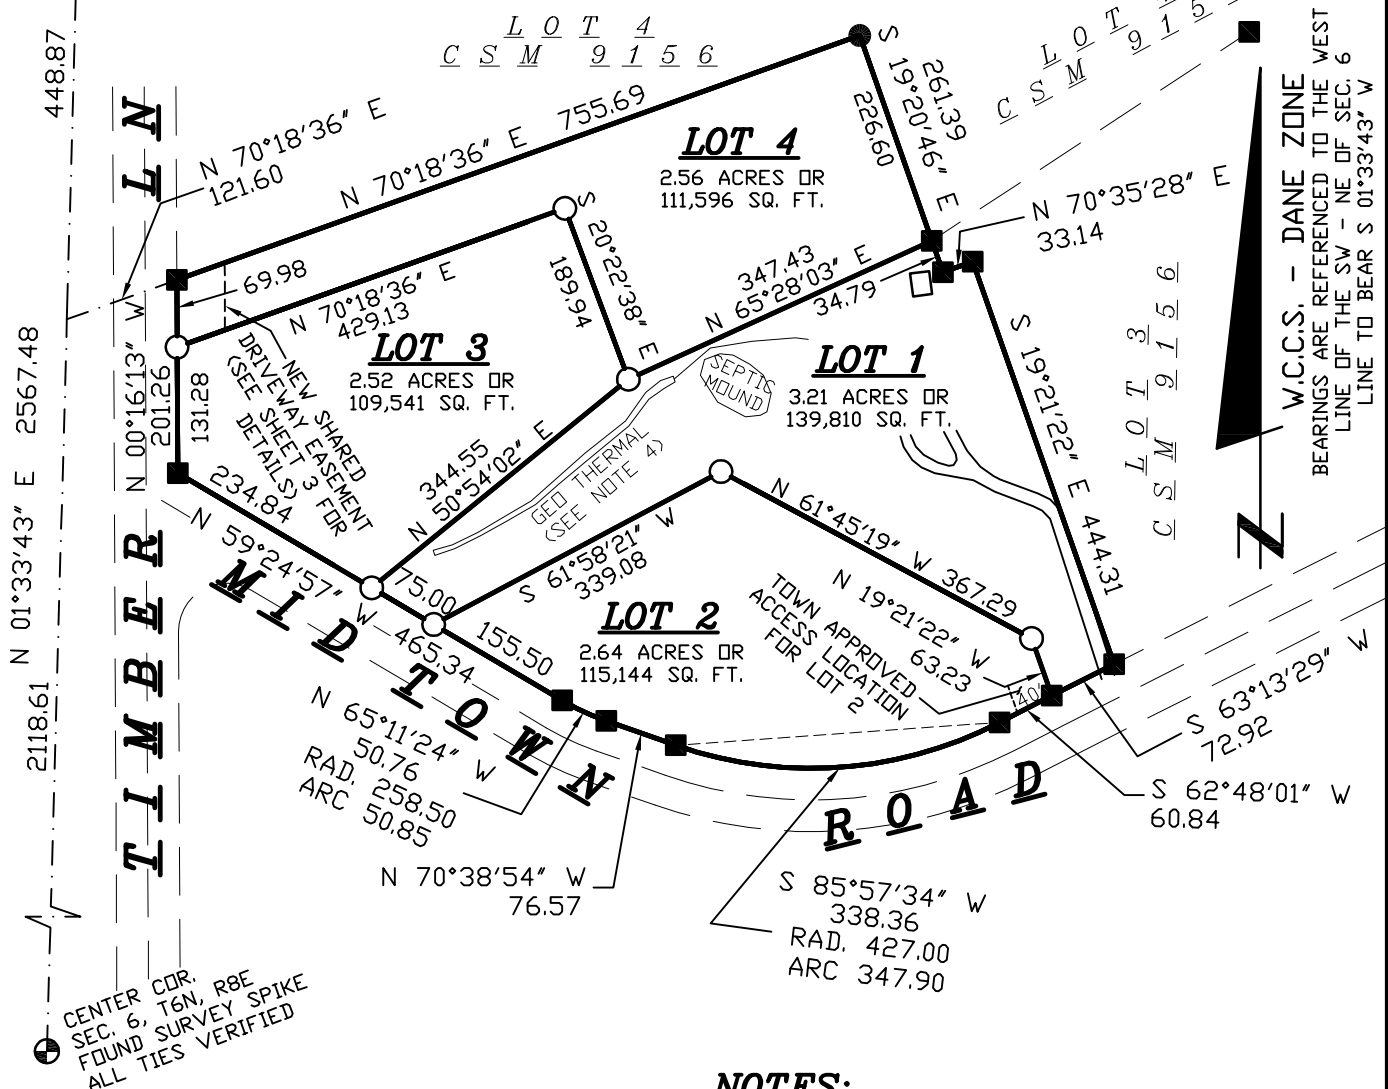 448.87
LOT 4
CSM 9156
LOT
CSM 915
N 70°18'36" E
121.60
N 70°18'36" E 755.69
S 19°20'46" E
261.39
226.60
LOT 4
2.56 ACRES OR
111,596 SQ. FT.
N 70°35'28" E
33.14
W.C.C.S. - DANE ZONE
BEARINGS ARE REFERENCED TO THE WEST
LINE OF THE SW - NE OF SEC. 6
LINE TO BEAR S 01°33'43" W
N
69.98
N 70°18'36" E
429.13
S 20°22'38" E
189.94
347.43
N 65°28'03" E
34.79
LOT 3
2.52 ACRES OR
109,541 SQ. FT.
NEW SHARED
DRIVEWAY EASEMENT
(SEE SHEET 3 FOR
DETAILS)
N 00°16'13" W
201.26
131.28
N 01°33'43" E 2567.48
2118.61
TIMBER LN
SEPTIC
MOUND
LOT 1
3.21 ACRES OR
139,810 SQ. FT.
S 19°21'22" E 444.31
LOT 3
CSM 9156
344.55
N 50°54'02" E
GEO THERMAL
(SEE NOTE 4)
234.84
N 59°24'57" W 465.34
75.00
155.50
S 61°58'21" W
339.08
N 61°45'19" W 367.29
N 19°21'22" W
63.23
LOT 2
2.64 ACRES OR
115,144 SQ. FT.
TOWN APPROVED
ACCESS LOCATION
FOR LOT 2
40'
MID TOWN ROAD
N 65°11'24" W
50.76
RAD. 258.50
ARC 50.85
N 70°38'54" W
76.57
S 85°57'34" W
338.36
RAD. 427.00
ARC 347.90
S 63°13'29" W
72.92
S 62°48'01" W
60.84
CENTER COR.
SEC. 6, T6N, R8E
FOUND SURVEY SPIKE
ALL TIES VERIFIED
NOTES: